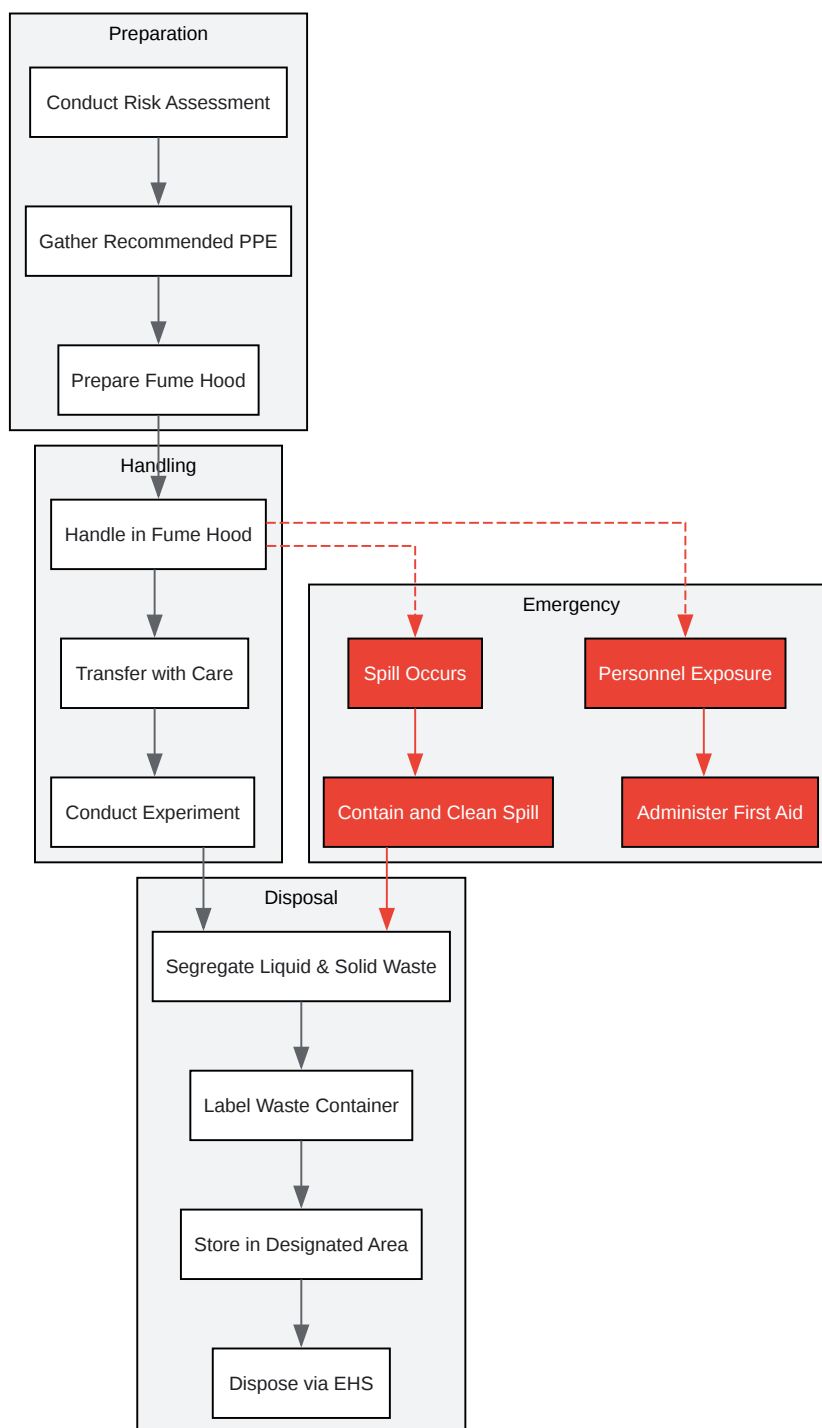 Preparation
Conduct Risk Assessment
Gather Recommended PPE
Prepare Fume Hood
Handling
Handle in Fume Hood
Transfer with Care
Conduct Experiment
Emergency
Spill Occurs
Personnel Exposure
Contain and Clean Spill
Administer First Aid
Disposal
Segregate Liquid & Solid Waste
Label Waste Container
Store in Designated Area
Dispose via EHS